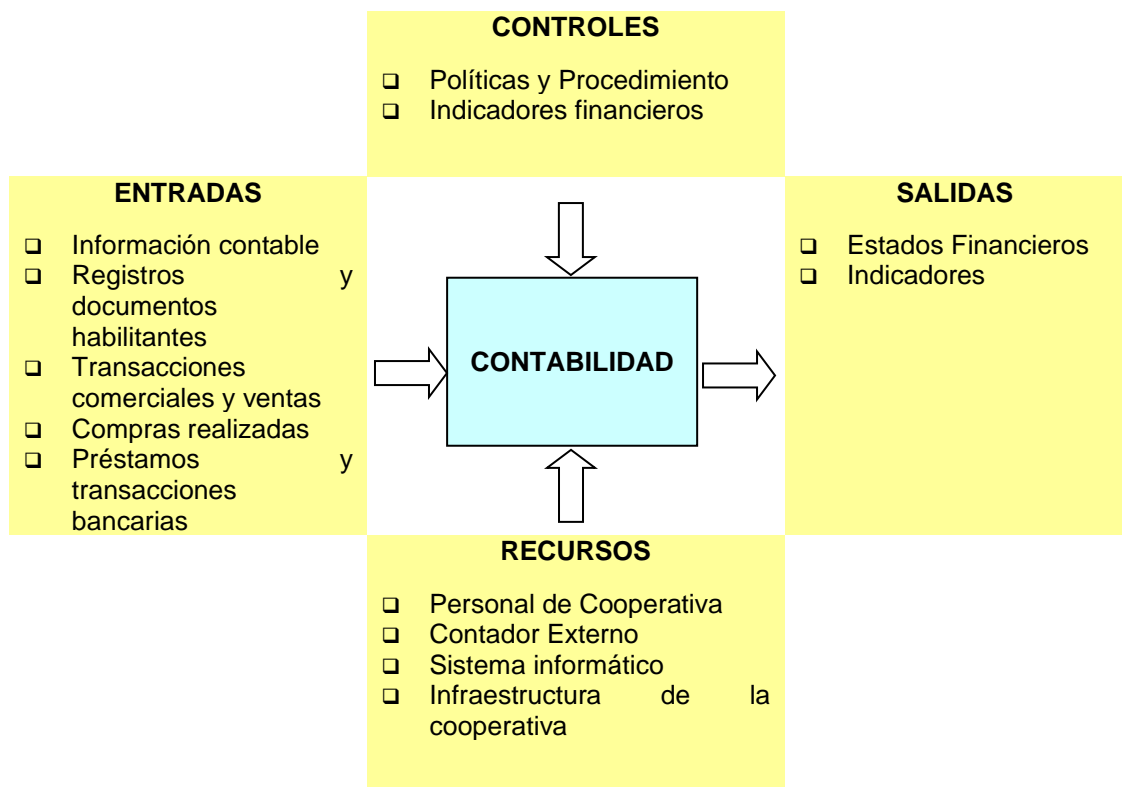 CONTROLES
❑ Políticas y Procedimiento
❑ Indicadores financieros
ENTRADAS
❑ Información contable
❑ Registros y
documentos
habilitantes
❑ Transacciones
comerciales y ventas
❑ Compras realizadas
❑ Préstamos y
transacciones
bancarias
CONTABILIDAD
SALIDAS
❑ Estados Financieros
❑ Indicadores
RECURSOS
❑ Personal de Cooperativa
❑ Contador Externo
❑ Sistema informático
❑ Infraestructura de la
cooperativa